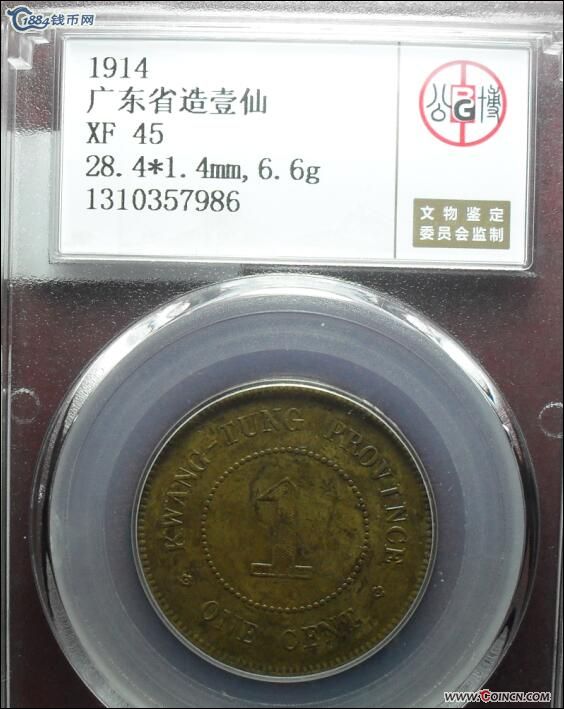 1884钱币网
1914
广东省造壹仙
XF 45
28.4*1.4mm,6.6g
1310357986
公BG博
文物鉴定
委员会监制
KWANG-TUNG PROVINCE
1
ONE CENT
www.CoinCN.com